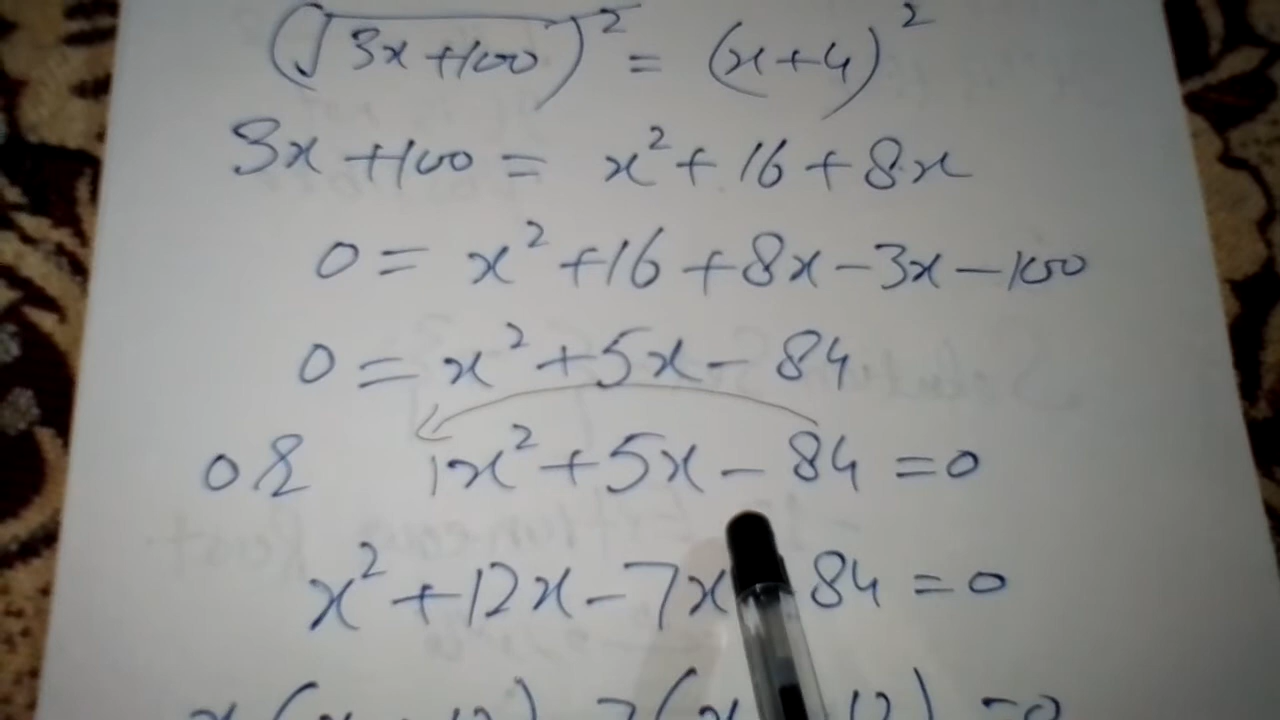 (√3x+100)² = (x+4)²
3x+100 = x²+16+8x
0 = x²+16+8x-3x-100
0 = x²+5x-84
OR 1x²+5x-84=0
x²+12x-7x 84=0